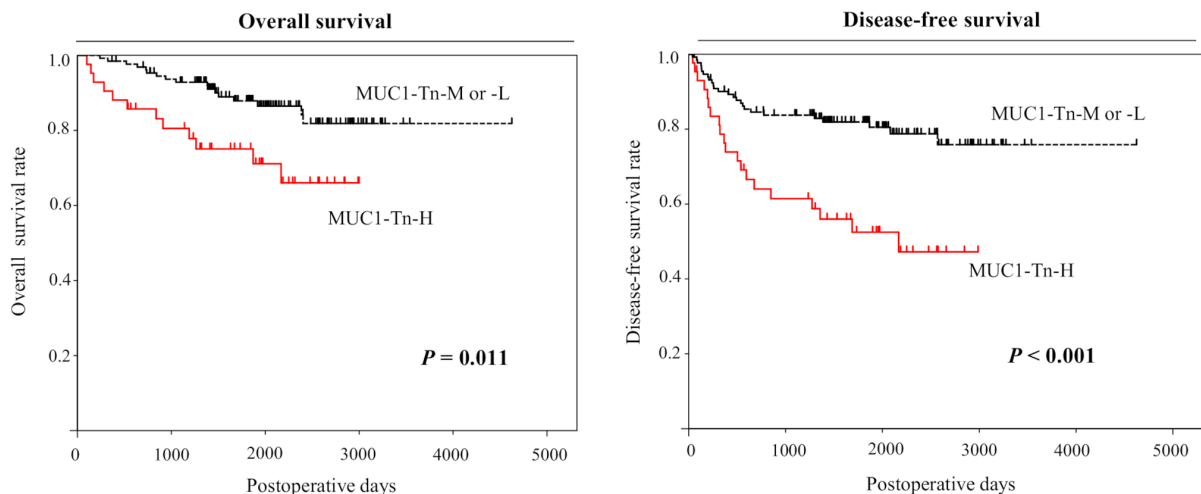 Overall survival
1.0
0.8
0.6
0.4
0.2
0
1000
2000
3000
4000
5000
Overall survival rate
Postoperative days
MUC1-Tn-M or -L
MUC1-Tn-H
P = 0.011
Disease-free survival
1.0
0.8
0.6
0.4
0.2
0
1000
2000
3000
4000
5000
Disease-free survival rate
Postoperative days
MUC1-Tn-M or -L
MUC1-Tn-H
P < 0.001